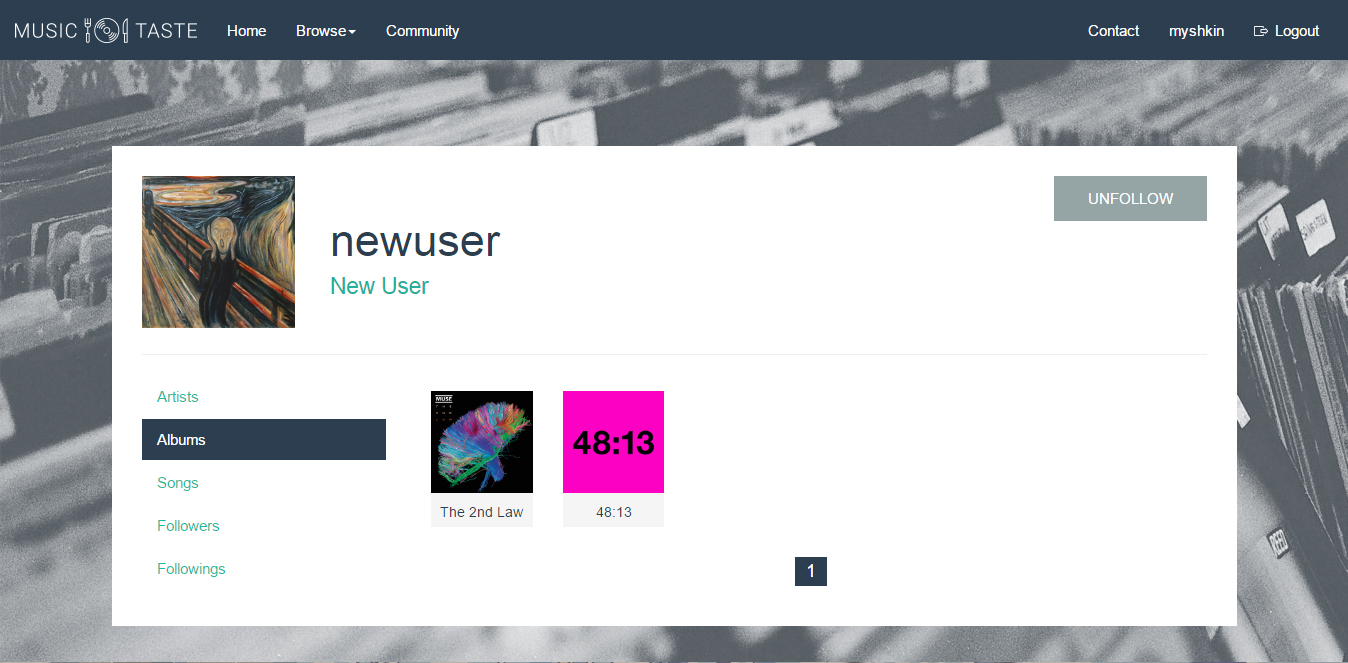 MUSIC TASTE Home Browse Community Contact myshkin Logout
UNFOLLOW
newuser
New User
Artists
Albums
Songs
Followers
Followings
MUSE
48:13
The 2nd Law
48:13
1